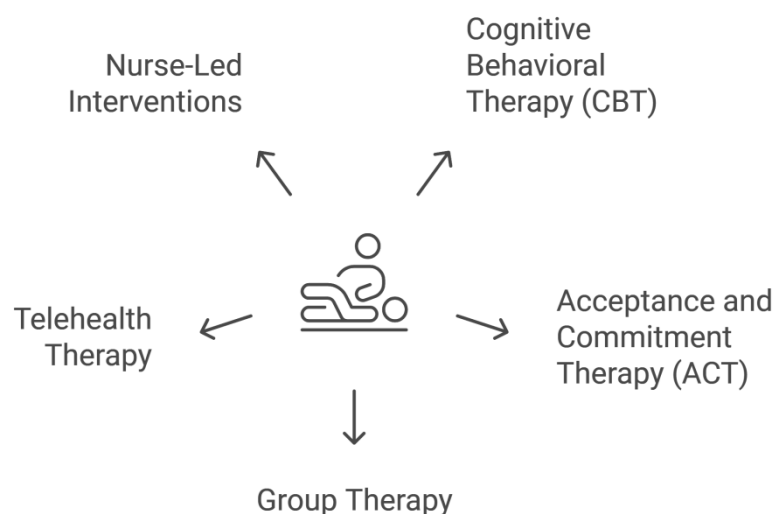 Nurse-Led
Interventions
Cognitive
Behavioral
Therapy (CBT)
Telehealth
Therapy
Acceptance and
Commitment
Therapy (ACT)
Group Therapy